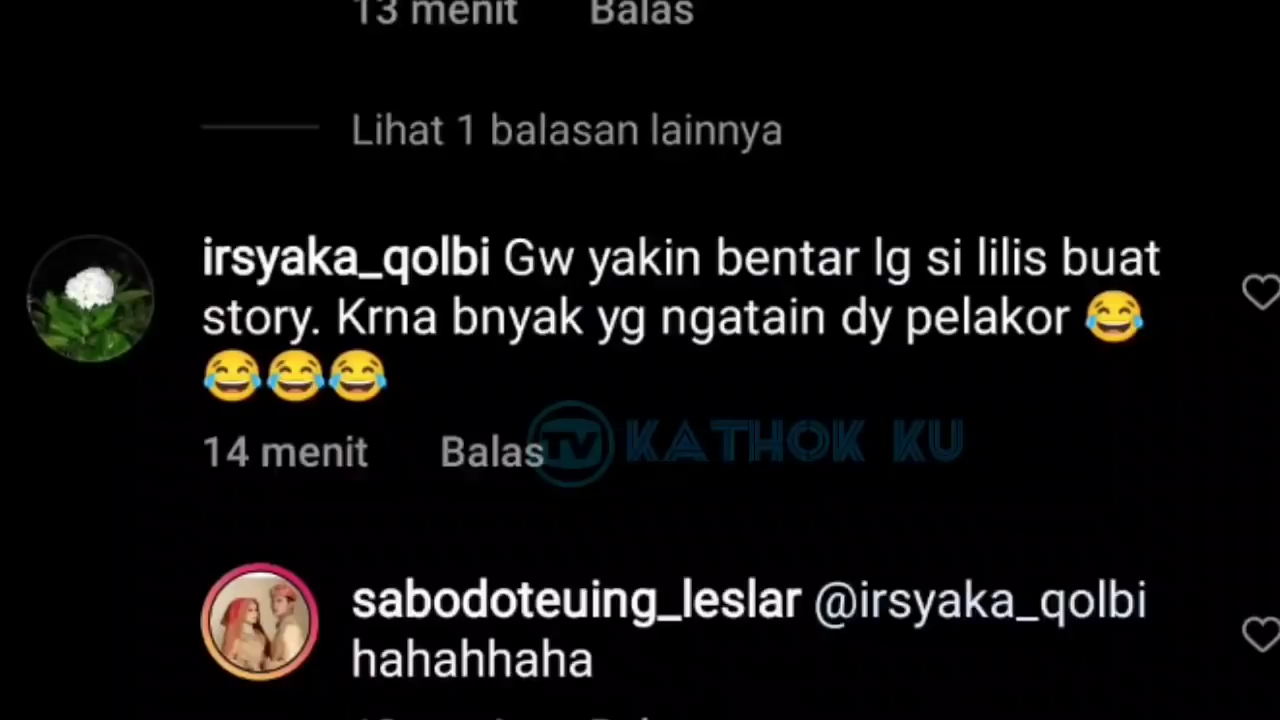 13 menit Balas
Lihat 1 balasan lainnya
irsyaka_qolbi Gw yakin bentar lg si lilis buat
story. Krna bnyak yg ngatain dy pelakor 😂
😂😂😂
14 menit Balas
TV KATHOK KU
sabodoteuing_leslar @irsyaka_qolbi
hahahhaha